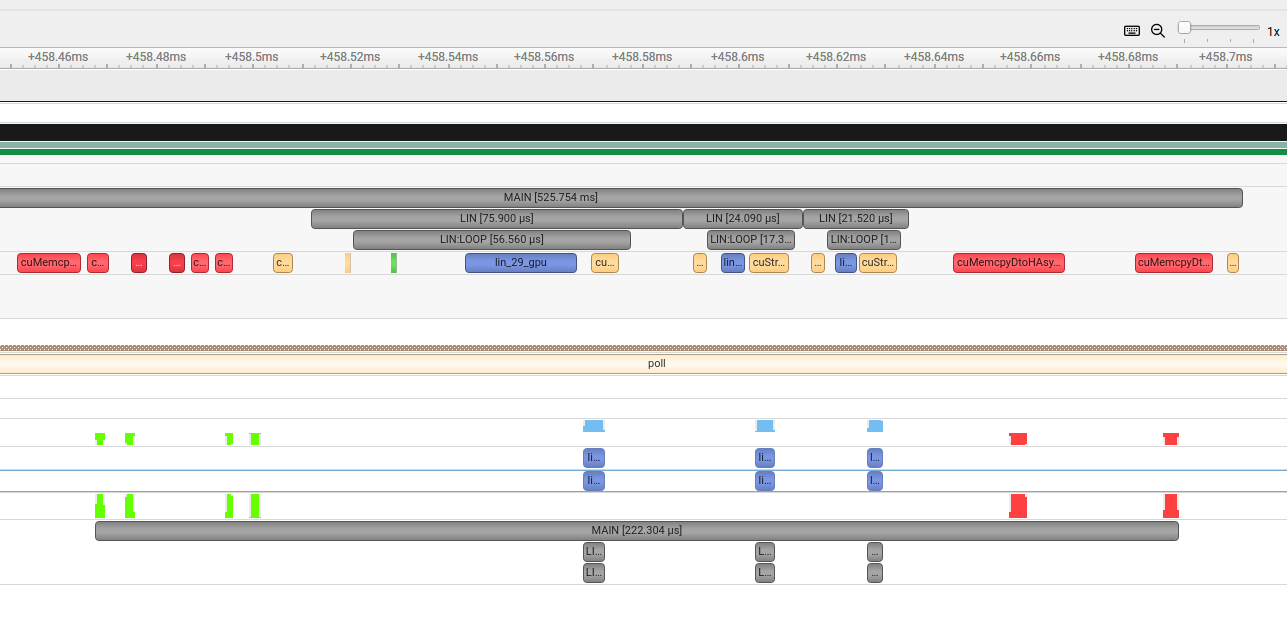 1x
+458.46ms +458.48ms +458.5ms +458.52ms +458.54ms +458.56ms +458.58ms +458.6ms +458.62ms +458.64ms +458.66ms +458.68ms +458.7ms
MAIN [525.754 ms]
LIN [75.900 µs] LIN [24.090 µs] LIN [21.520 µs]
LIN:LOOP [56.560 µs] LIN:LOOP [17.3... LIN:LOOP [1...
cuMemcp... c... ... ... c... c... c... lin_29_gpu cu... ... lin... cuStr... ... li... cuStr... cuMemcpyDtoHAsy... cuMemcpyDt... ...
poll
li... li... l...
li... li... l...
MAIN [222.304 µs]
LI... L... ...
LI... L... ...